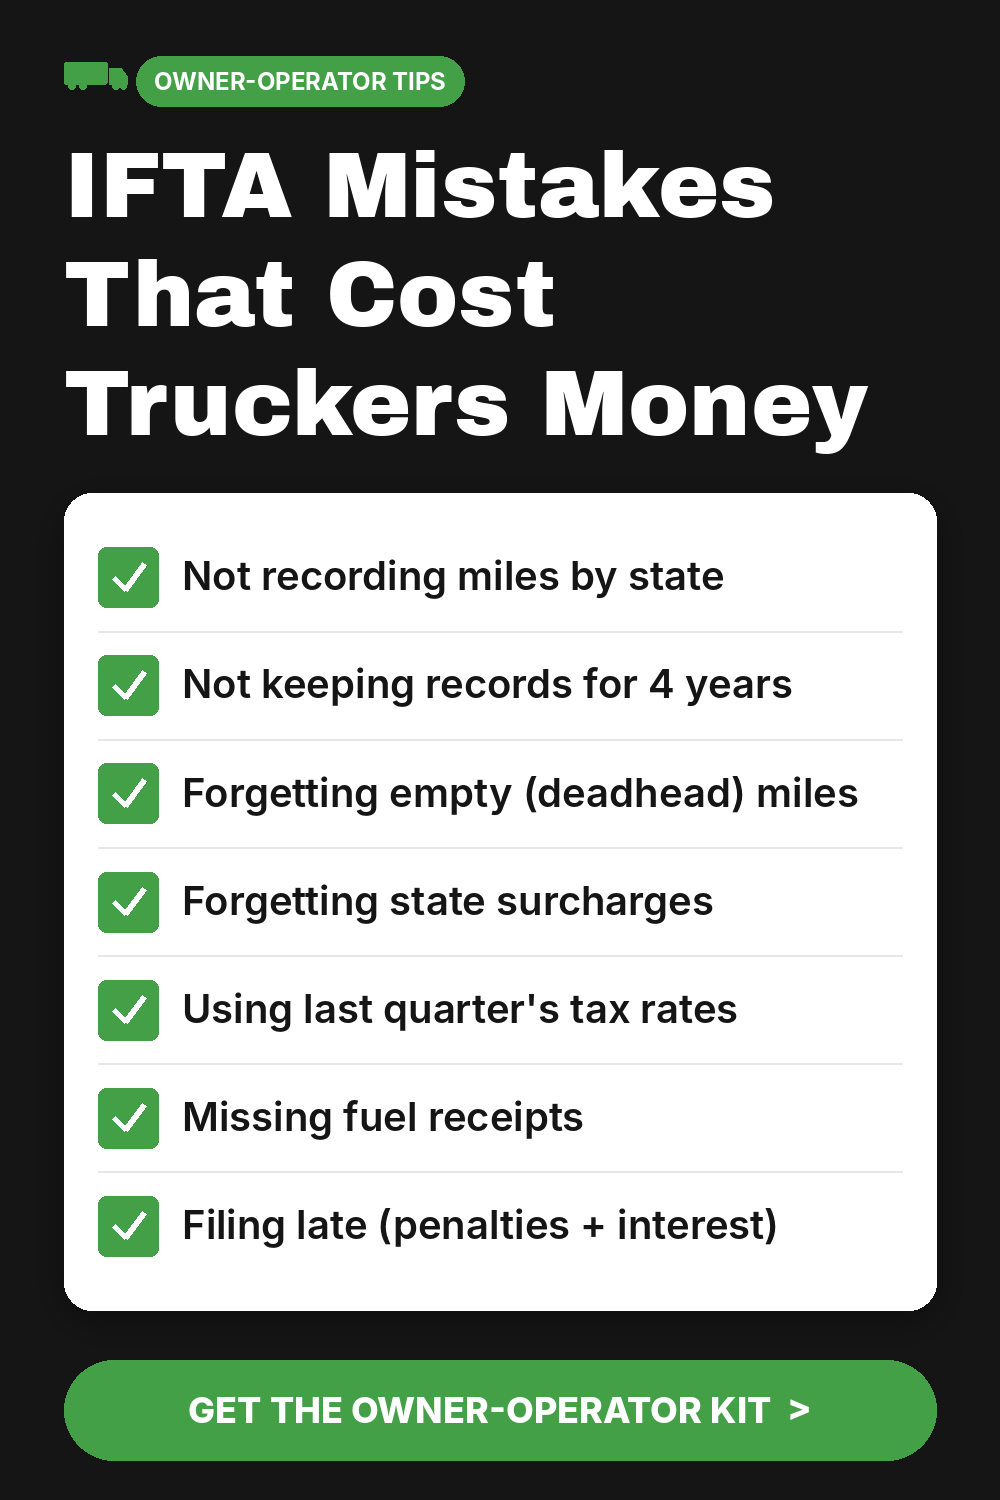 OWNER-OPERATOR TIPS
IFTA Mistakes
That Cost
Truckers Money
Not recording miles by state
Not keeping records for 4 years
Forgetting empty (deadhead) miles
Forgetting state surcharges
Using last quarter's tax rates
Missing fuel receipts
Filing late (penalties + interest)
GET THE OWNER-OPERATOR KIT >